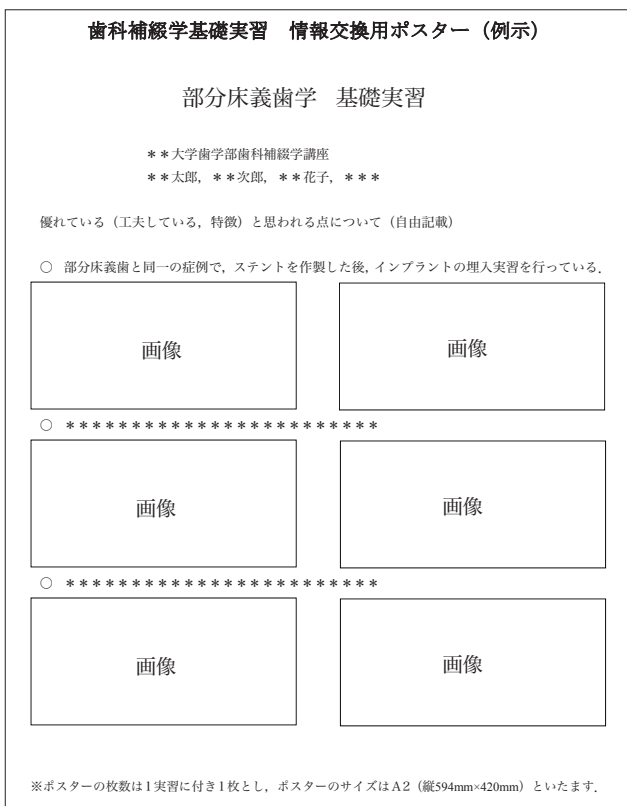 歯科補綴学基礎実習　情報交換用ポスター（例示）
部分床義歯学　基礎実習
＊＊大学歯学部歯科補綴学講座
＊＊太郎，＊＊次郎，＊＊花子，＊＊＊
優れている（工夫している，特徴）と思われる点について（自由記載）
○　部分床義歯と同一の症例で，ステントを作製した後，インプラントの埋入実習を行っている．
画像　画像
○　＊＊＊＊＊＊＊＊＊＊＊＊＊＊＊＊＊＊＊＊＊＊＊＊
画像　画像
○　＊＊＊＊＊＊＊＊＊＊＊＊＊＊＊＊＊＊＊＊＊＊＊＊
画像　画像
※ポスターの枚数は1実習に付き1枚とし，ポスターのサイズはA２（縦594mm×420mm）といたます．